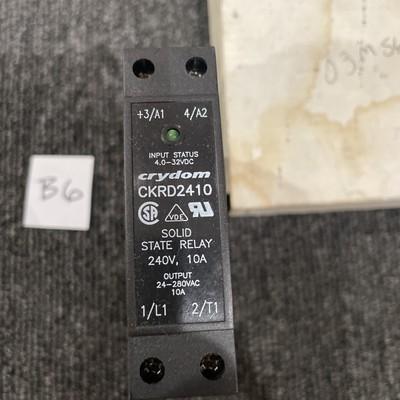 +3/A1 4/A2
INPUT STATUS
4.0-32VDC
crydom
CKRD2410
SOLID
STATE RELAY
240V, 10A
OUTPUT
24-280VAC
10A
1/L1 2/T1
B6